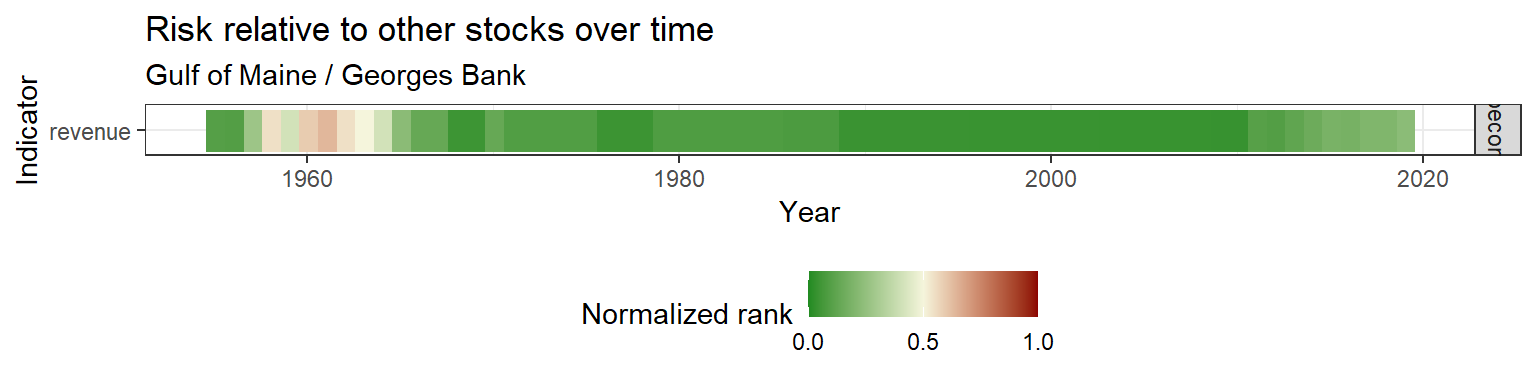 Risk relative to other stocks over time
Gulf of Maine / Georges Bank
Indicator
revenue
1960 1980 2000 2020
Year
Normalized rank
0.0 0.5 1.0